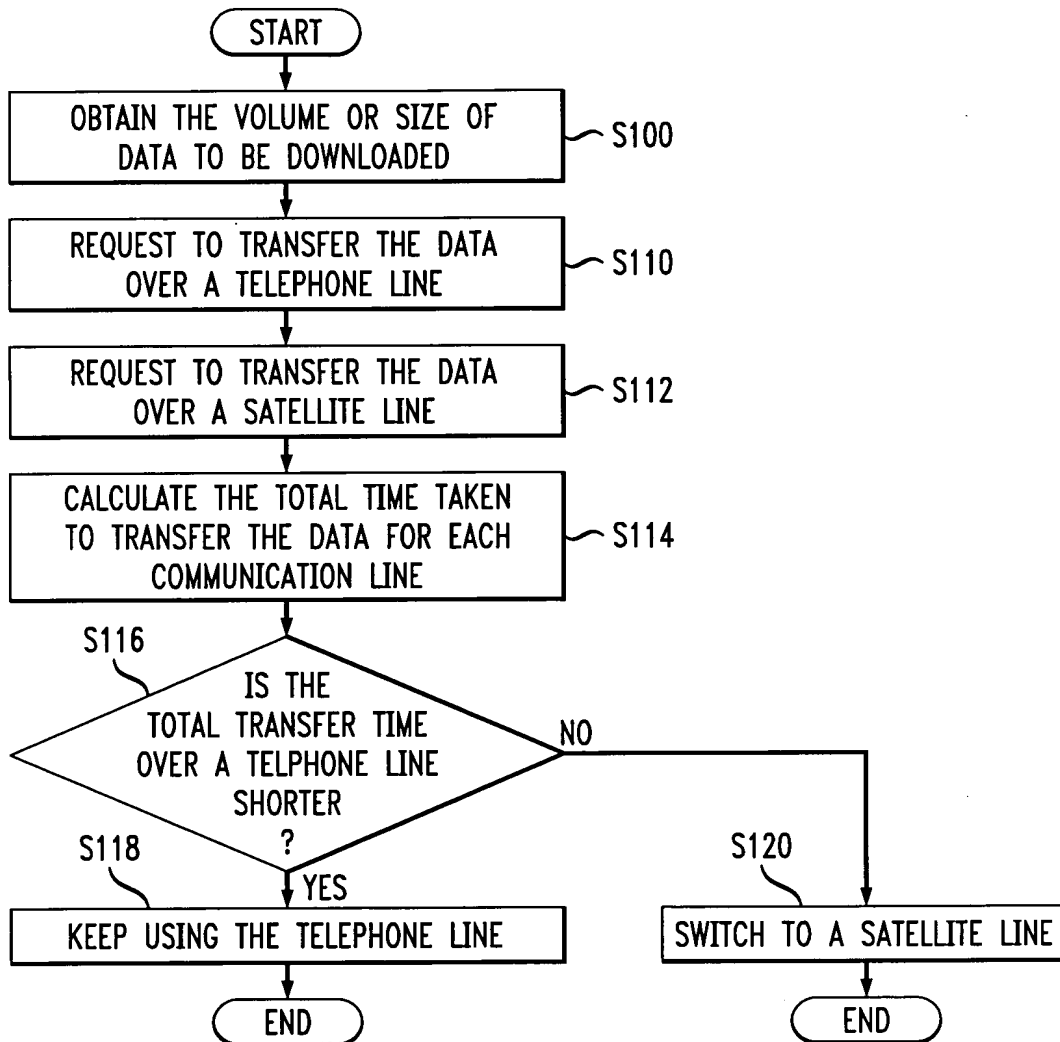 START
OBTAIN THE VOLUME OR SIZE OF
DATA TO BE DOWNLOADED
S100
REQUEST TO TRANSFER THE DATA
OVER A TELEPHONE LINE
S110
REQUEST TO TRANSFER THE DATA
OVER A SATELLITE LINE
S112
CALCULATE THE TOTAL TIME TAKEN
TO TRANSFER THE DATA FOR EACH
COMMUNICATION LINE
S114
S116
IS THE
TOTAL TRANSFER TIME
OVER A TELPHONE LINE
SHORTER
?
NO
YES
S118
KEEP USING THE TELEPHONE LINE
END
S120
SWITCH TO A SATELLITE LINE
END